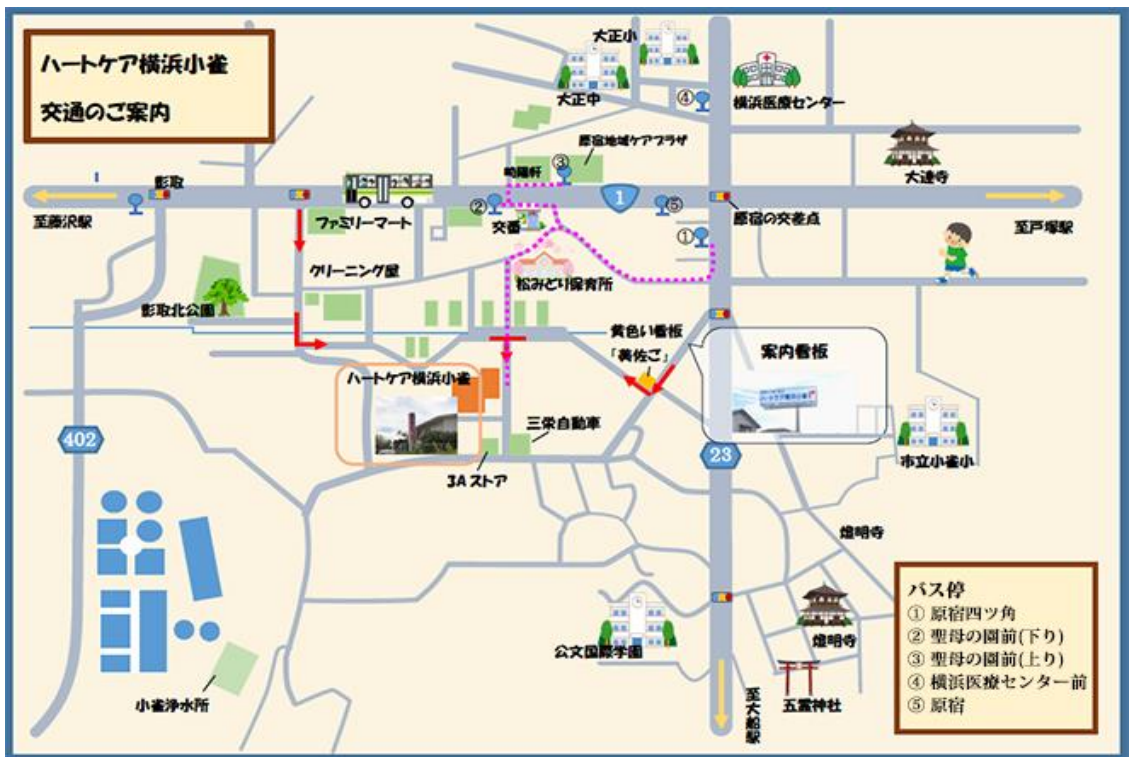 ハートケア横浜小雀
交通のご案内
大正小
大正中
④
横浜医療センター
原宿地域ケアプラザ
崎陽軒
③
大連寺
影取
1
至藤沢駅
ファミリーマート
②
交番
⑤
①
原宿の交差点
至戸塚駅
クリーニング屋
松みどり保育所
影取北公園
黄色い看板
「美佐ご」
案内看板
ハートケア横浜小雀
402
三栄自動車
3Aストア
23
市立小雀小
燈明寺
公文国際学園
燈明寺
小雀浄水所
至大船駅
五霊神社
バス停
① 原宿四ツ角
② 聖母の園前(下り)
③ 聖母の園前(上り)
④ 横浜医療センター前
⑤ 原宿